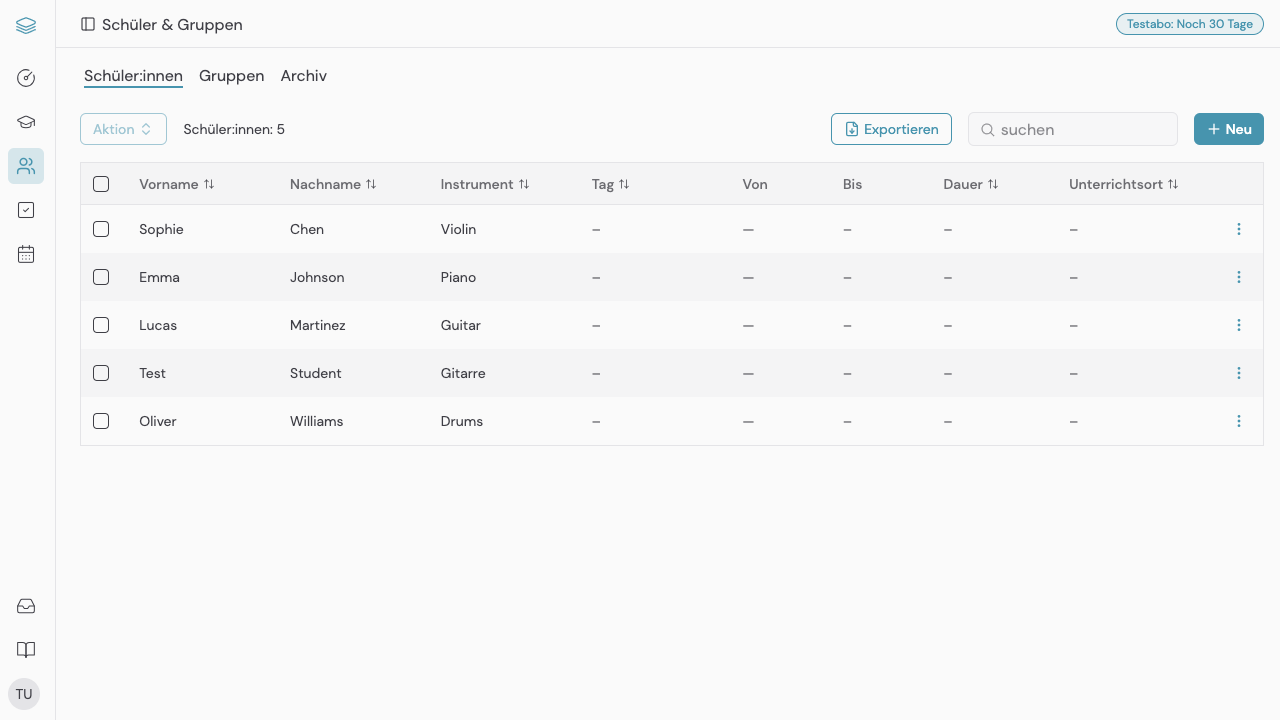 Schüler & Gruppen
Testabo: Noch 30 Tage
Schüler:innen Gruppen Archiv
Aktion Schüler:innen: 5 Exportieren suchen Neu
Vorname Nachname Instrument Tag Von Bis Dauer Unterrichtsort
Sophie Chen Violin – — – – –
Emma Johnson Piano – — – – –
Lucas Martinez Guitar – — – – –
Test Student Gitarre – — – – –
Oliver Williams Drums – — – – –
TU